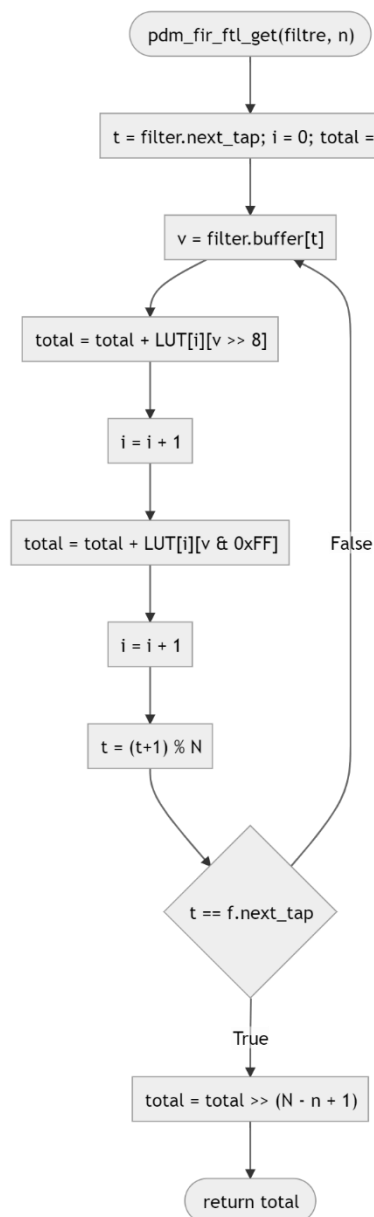 pdm_fir_ftl_get(filtre, n)
t = filter.next_tap; i = 0; total =
v = filter.buffer[t]
total = total + LUT[i][v >> 8]
i = i + 1
total = total + LUT[i][v & 0xFF]
False
i = i + 1
t = (t+1) % N
t == f.next_tap
True
total = total >> (N - n + 1)
return total